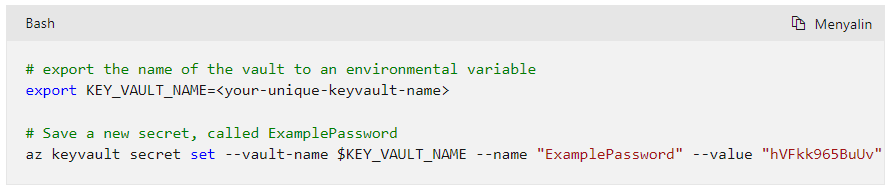 Bash
Menyalin
# export the name of the vault to an environmental variable
export KEY_VAULT_NAME=<your-unique-keyvault-name>
# Save a new secret, called ExamplePassword
az keyvault secret set --vault-name $KEY_VAULT_NAME --name "ExamplePassword" --value "hVFkk965BuUv"